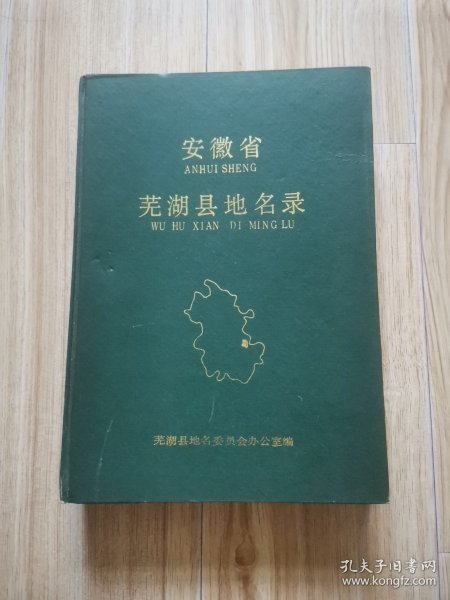 安徽省
ANHUI SHENG
芜湖县地名录
WU HU XIAN DI MING LU
芜湖县地名委员会办公室编
孔夫子旧书网
www.kongfz.com